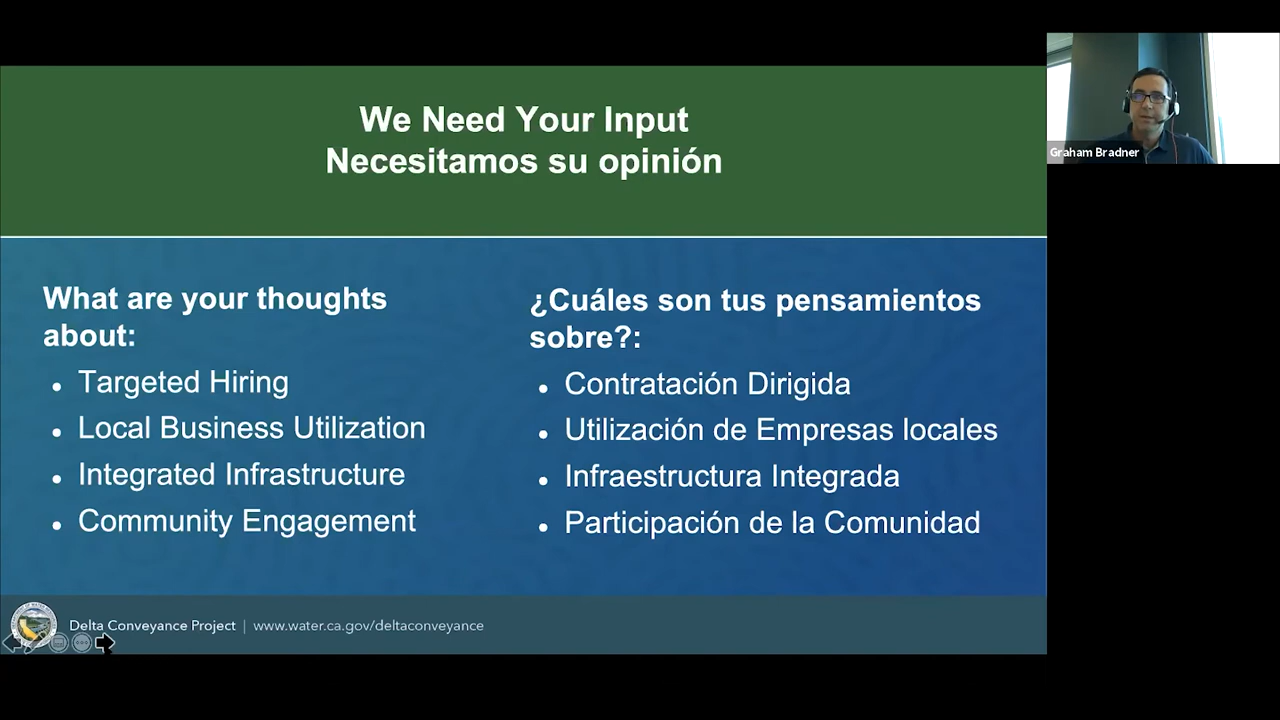 We Need Your Input
Necesitamos su opinión
What are your thoughts
about:
• Targeted Hiring
• Local Business Utilization
• Integrated Infrastructure
• Community Engagement
¿Cuáles son tus pensamientos
sobre?:
• Contratación Dirigida
• Utilización de Empresas locales
• Infraestructura Integrada
• Participación de la Comunidad
Delta Conveyance Project | www.water.ca.gov/deltaconveyance
Graham Bradner